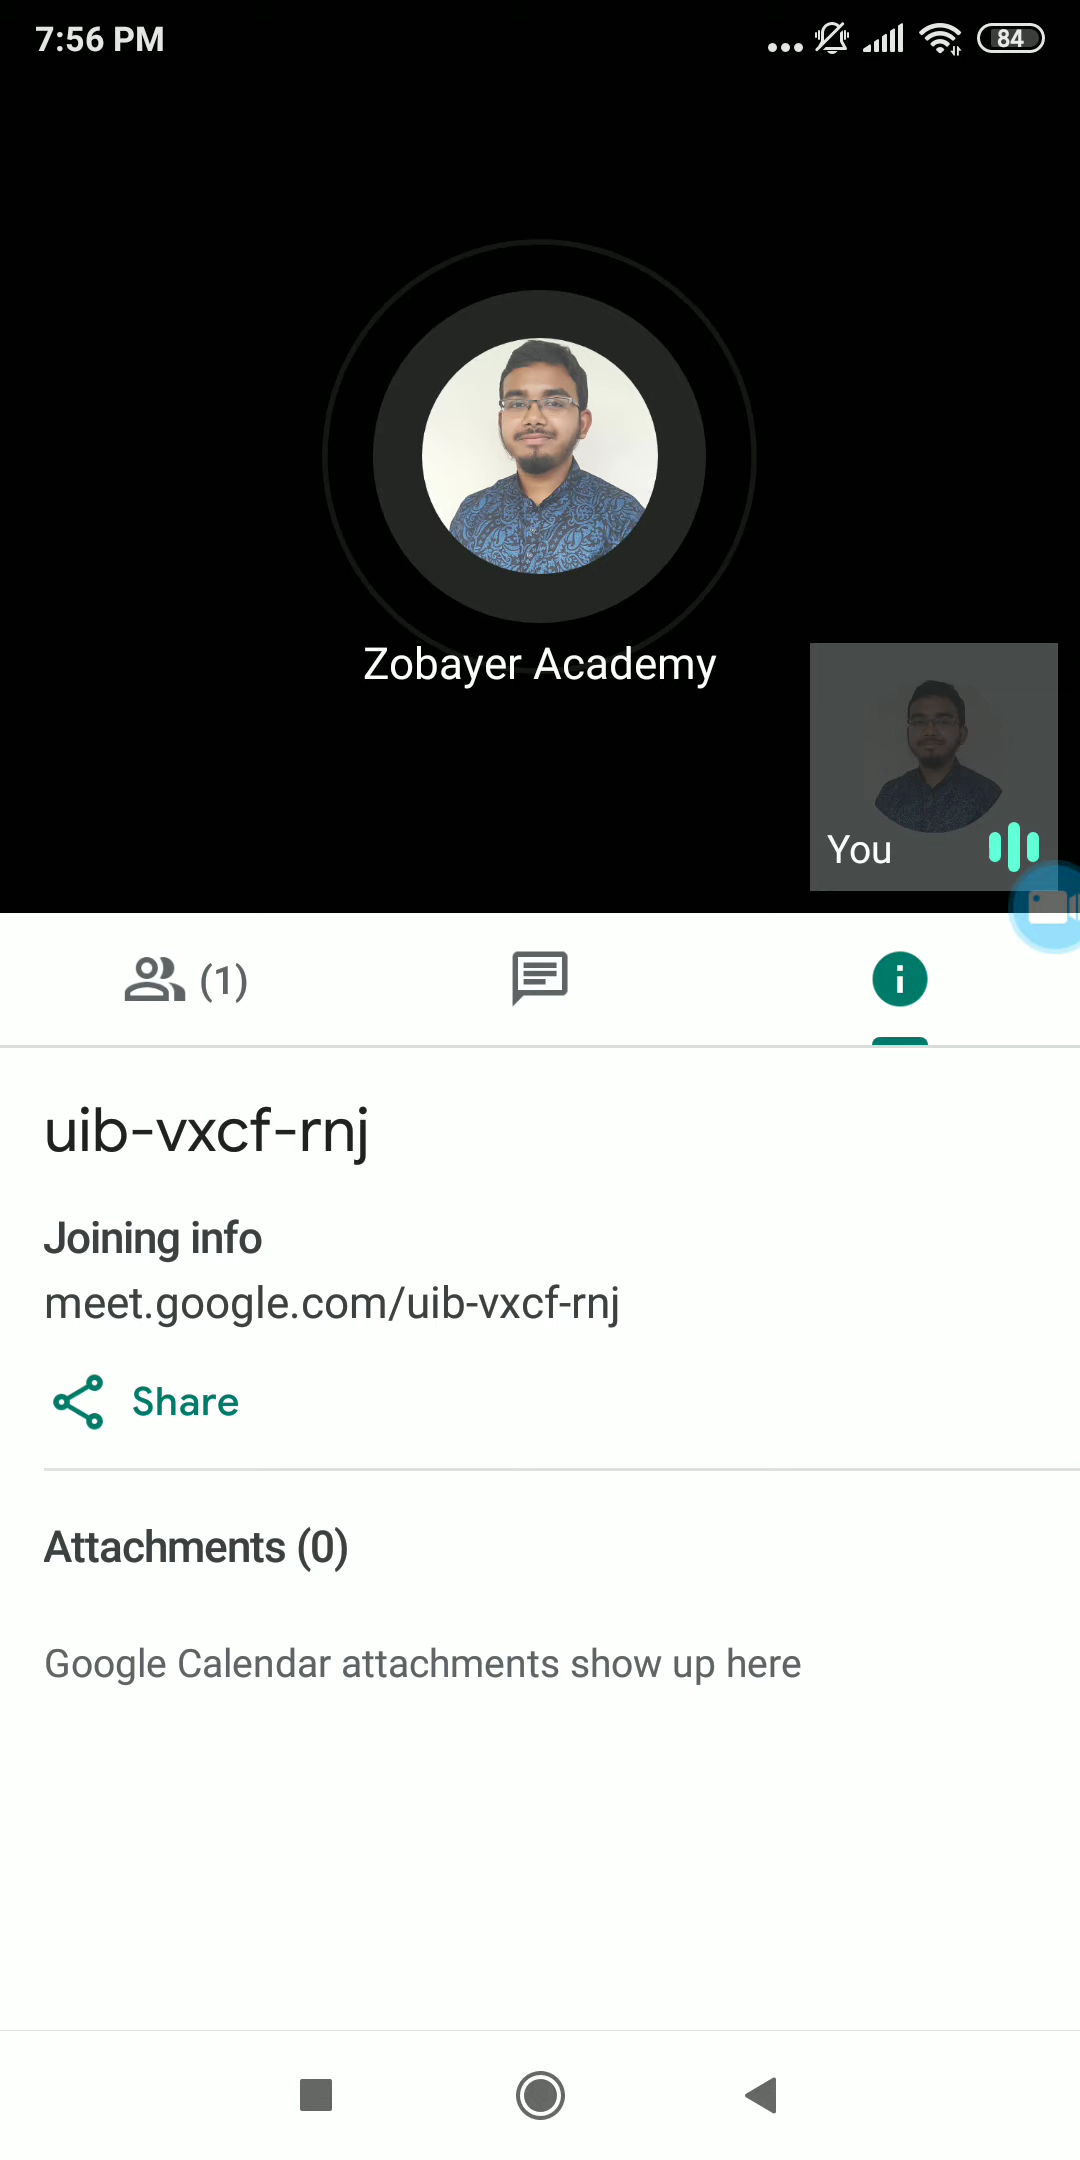 7:56 PM
84
Zobayer Academy
You
(1)
uib-vxcf-rnj
Joining info
meet.google.com/uib-vxcf-rnj
Share
Attachments (0)
Google Calendar attachments show up here